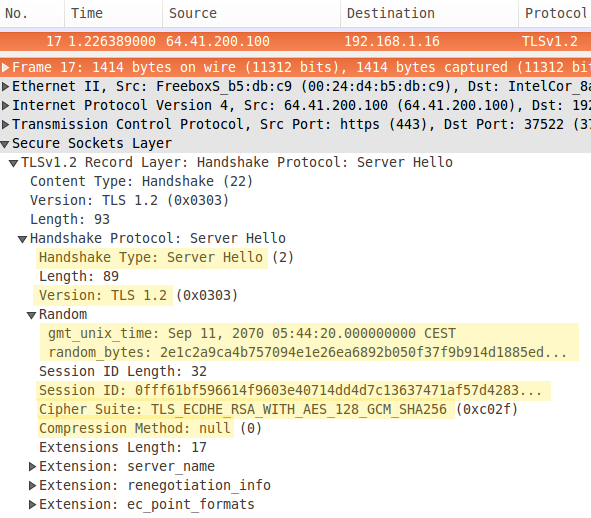 No. Time Source Destination Protocol
17 1.226389000 64.41.200.100 192.168.1.16 TLSv1.2
Frame 17: 1414 bytes on wire (11312 bits), 1414 bytes captured (11312 bit
Ethernet II, Src: FreeboxS_b5:db:c9 (00:24:d4:b5:db:c9), Dst: IntelCor_8a
Internet Protocol Version 4, Src: 64.41.200.100 (64.41.200.100), Dst: 192
Transmission Control Protocol, Src Port: https (443), Dst Port: 37522 (37
Secure Sockets Layer
TLSv1.2 Record Layer: Handshake Protocol: Server Hello
Content Type: Handshake (22)
Version: TLS 1.2 (0x0303)
Length: 93
Handshake Protocol: Server Hello
Handshake Type: Server Hello (2)
Length: 89
Version: TLS 1.2 (0x0303)
Random
gmt_unix_time: Sep 11, 2070 05:44:20.000000000 CEST
random_bytes: 2e1c2a9ca4b757094e1e26ea6892b050f37f9b914d1885ed...
Session ID Length: 32
Session ID: 0fff61bf596614f9603e40714dd4d7c13637471af57d4283...
Cipher Suite: TLS_ECDHE_RSA_WITH_AES_128_GCM_SHA256 (0xc02f)
Compression Method: null (0)
Extensions Length: 17
Extension: server_name
Extension: renegotiation_info
Extension: ec_point_formats